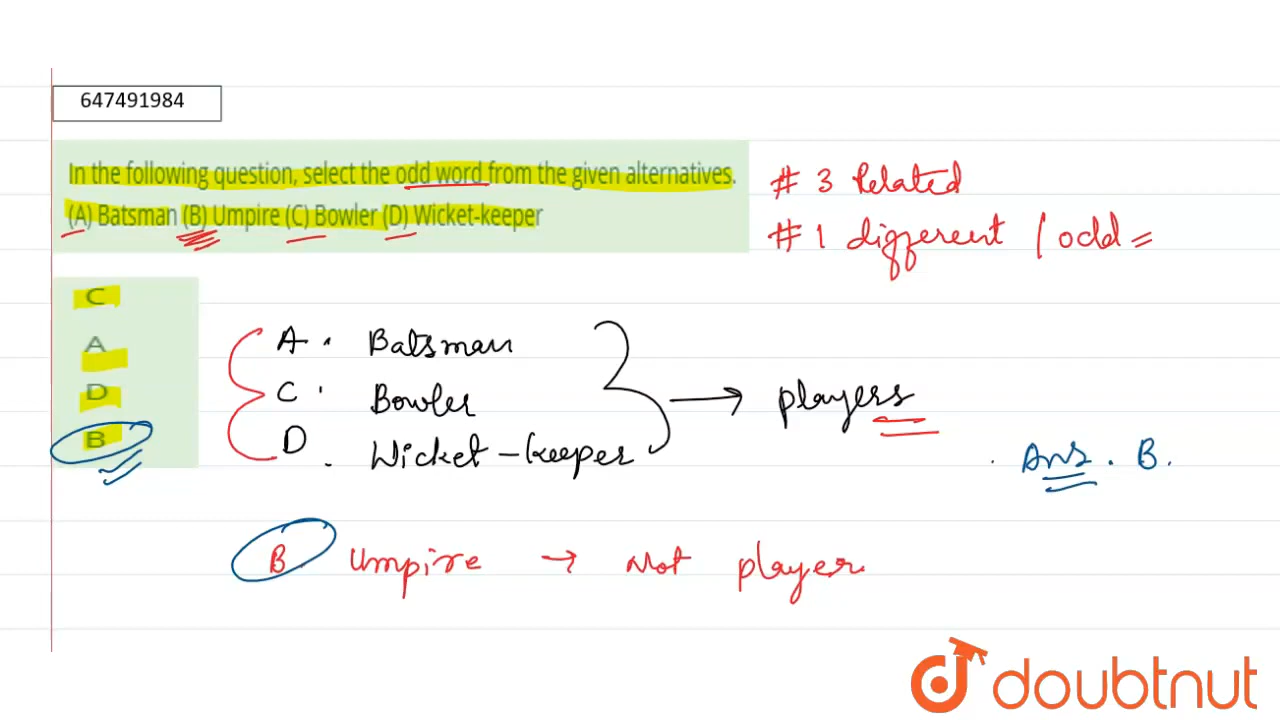 647491984
In the following question, select the odd word from the given alternatives.
(A) Batsman (B) Umpire (C) Bowler (D) Wicket-keeper
# 3 Related
# 1 different / odd =
C
A
D
B
A. Batsman
C. Bowler
D. Wicket-keeper
→ players
Ans. B.
B. Umpire → Not player.
doubtnut